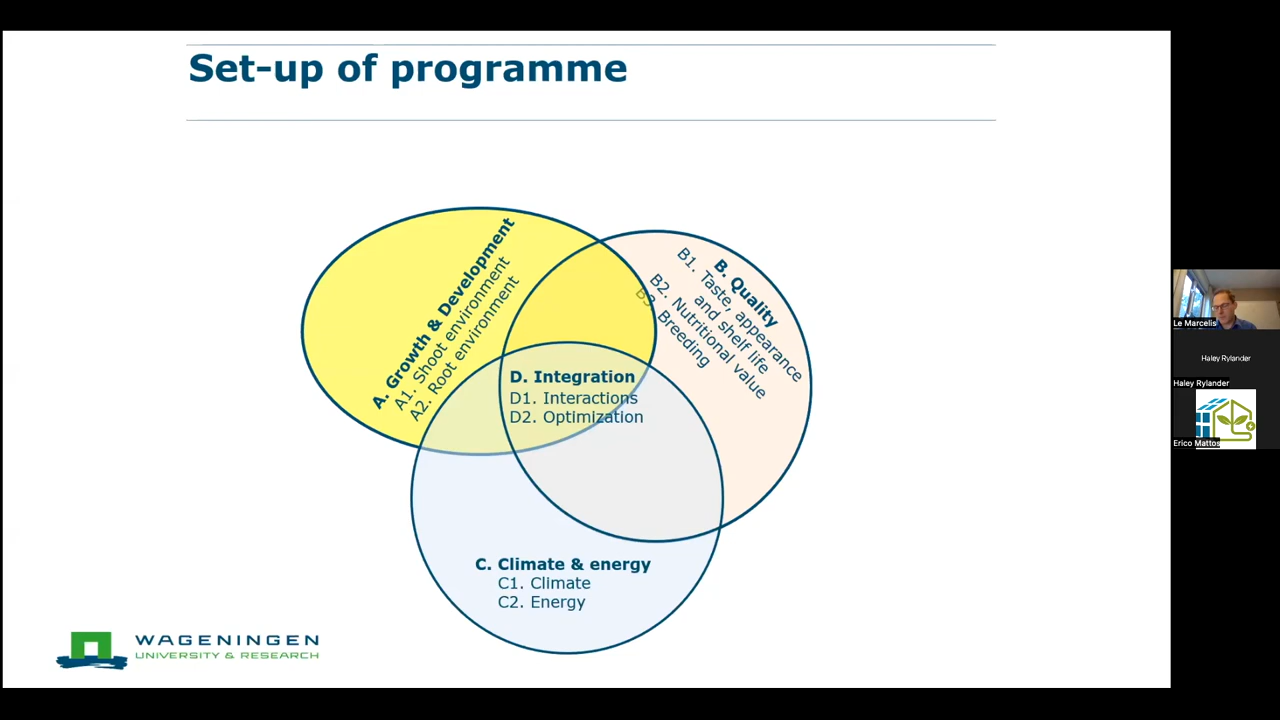 Set-up of programme
A. Growth & Development
A1. Shoot environment
A2. Root environment
B. Quality
B1. Taste, appearance
and shelf life
B2. Nutritional value
B3. Breeding
D. Integration
D1. Interactions
D2. Optimization
C. Climate & energy
C1. Climate
C2. Energy
WAGENINGEN
UNIVERSITY & RESEARCH
Le Marcelis
Haley Rylander
Haley Rylander
Erico Mattos